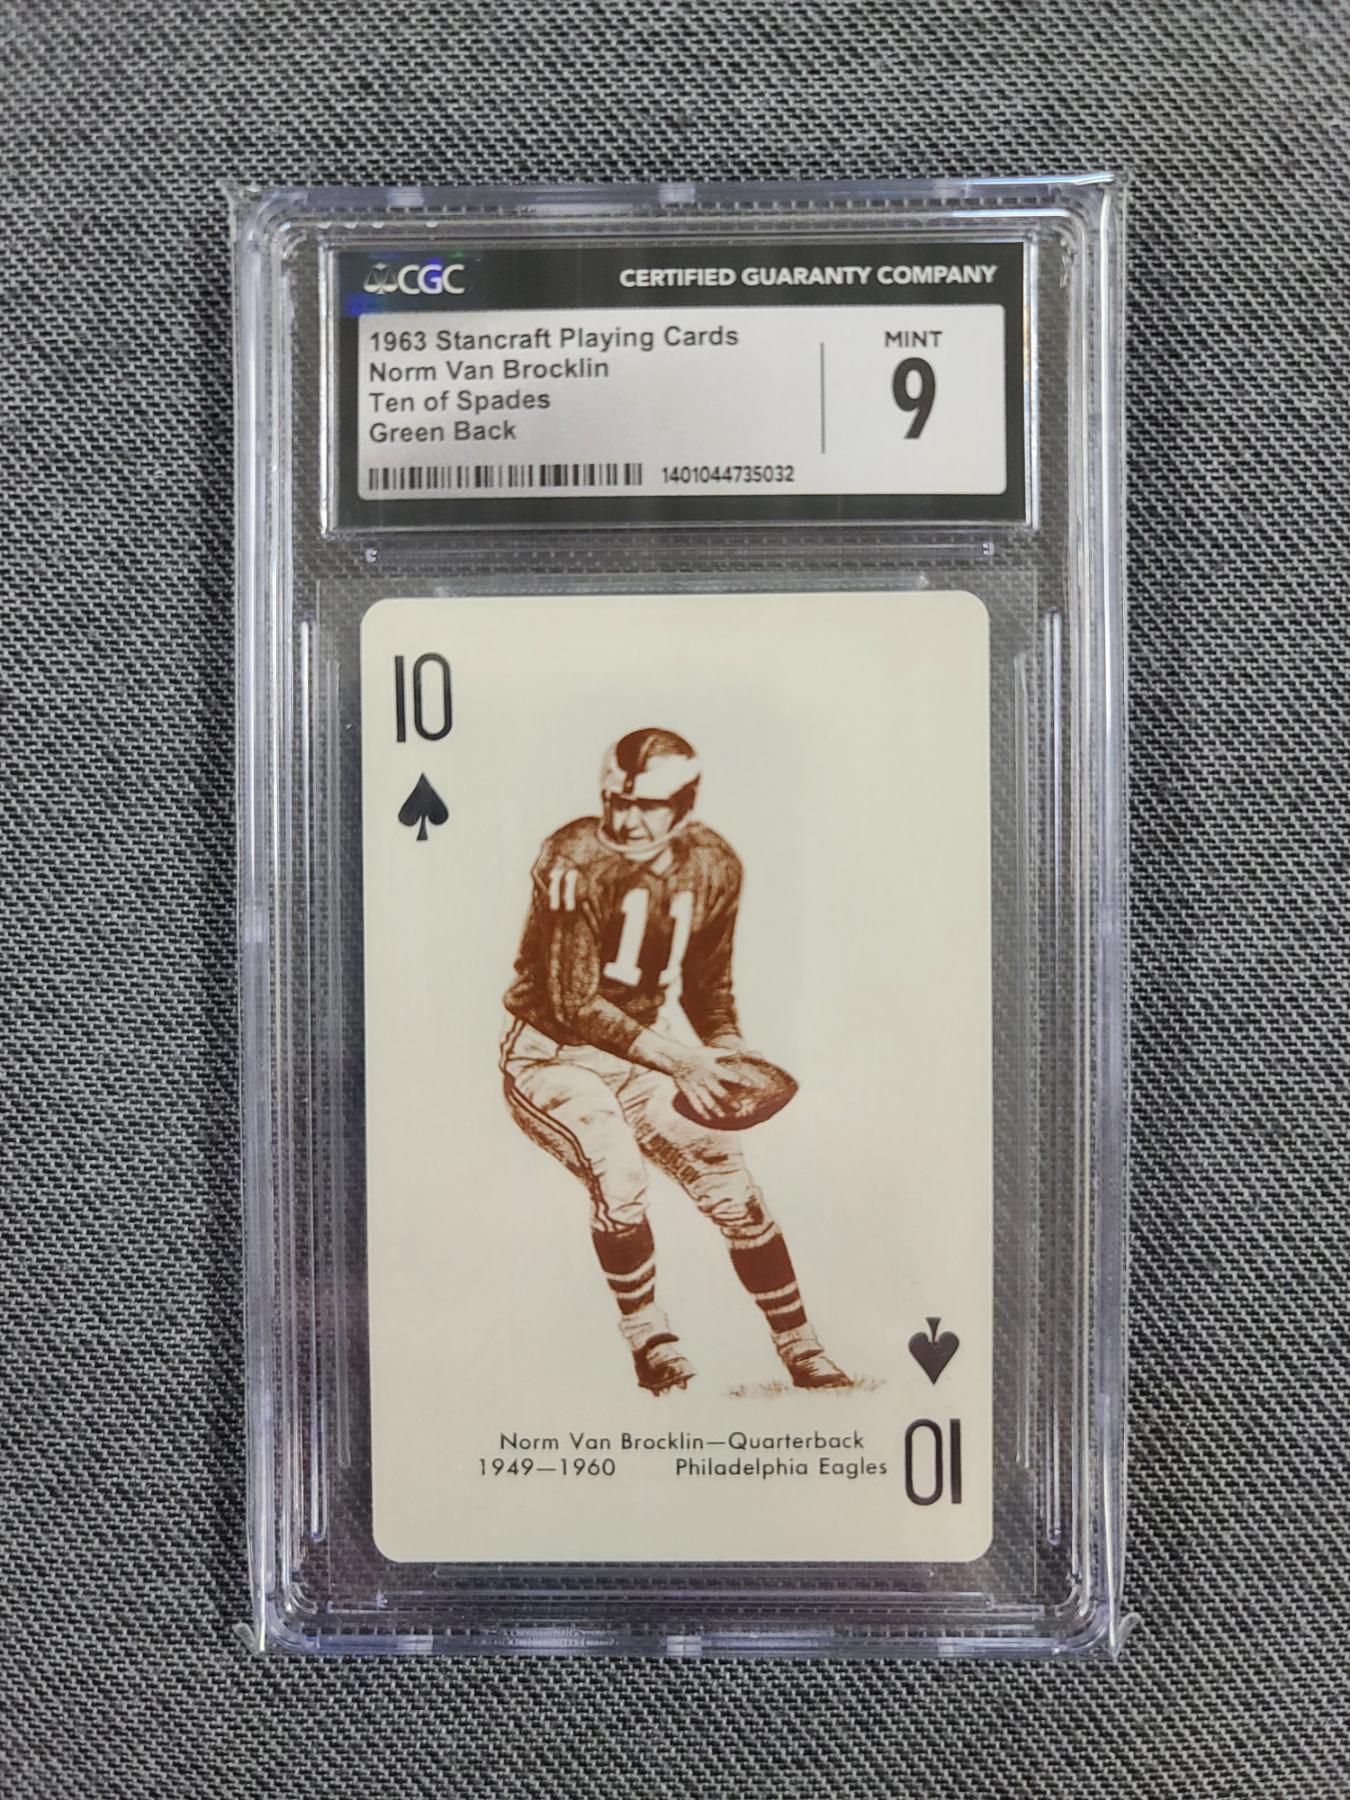 CGC CERTIFIED GUARANTY COMPANY
1963 Stancraft Playing Cards
Norm Van Brocklin
Ten of Spades
Green Back
1401044735032
MINT
9
10
11
11
Norm Van Brocklin—Quarterback
1949—1960 Philadelphia Eagles
10